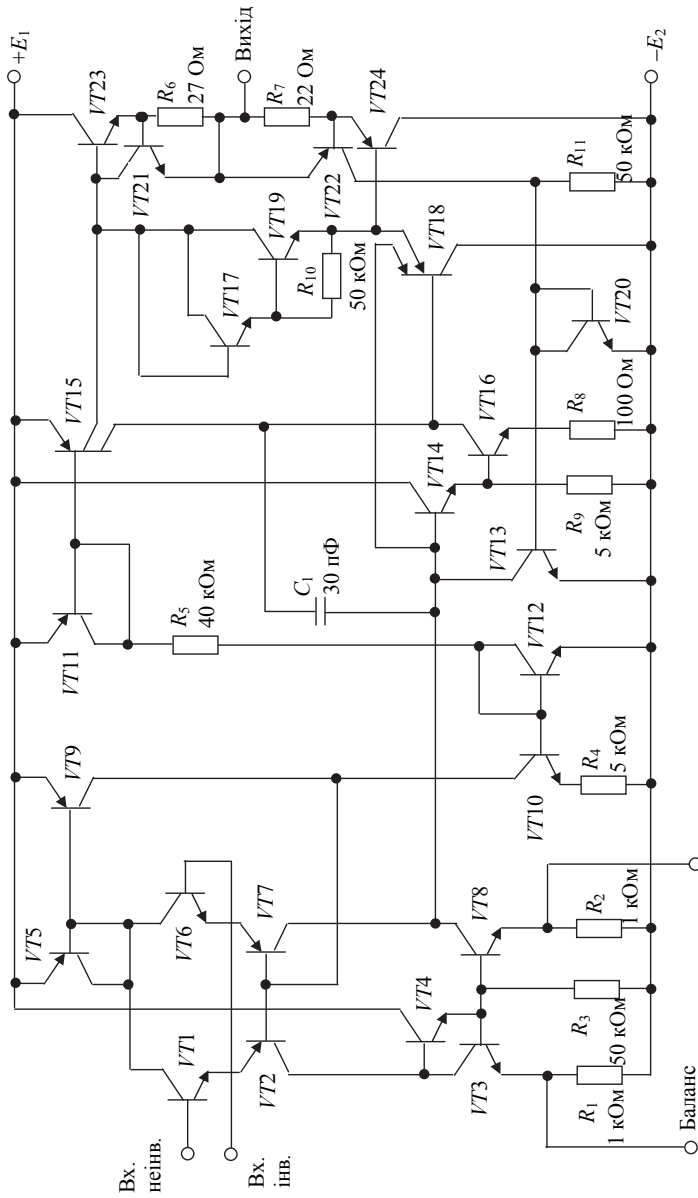 +E₁
VT23
R₆
27 Ом
Вихід
R₇
22 Ом
VT24
–E₂
VT21
VT22
R₁₁
50 кОм
VT19
VT17
R₁₀
50 кОм
VT18
VT20
VT15
VT16
R₈
100 Ом
VT14
R₉
5 кОм
VT13
C₁
30 пФ
VT11
R₅
40 кОм
VT12
VT9
VT10
R₄
5 кОм
VT5
VT6
VT7
VT8
R₂
1 кОм
VT4
VT1
VT2
VT3
R₃
50 кОм
R₁
1 кОм
Вх.
неінв.
Вх.
інв.
Баланс